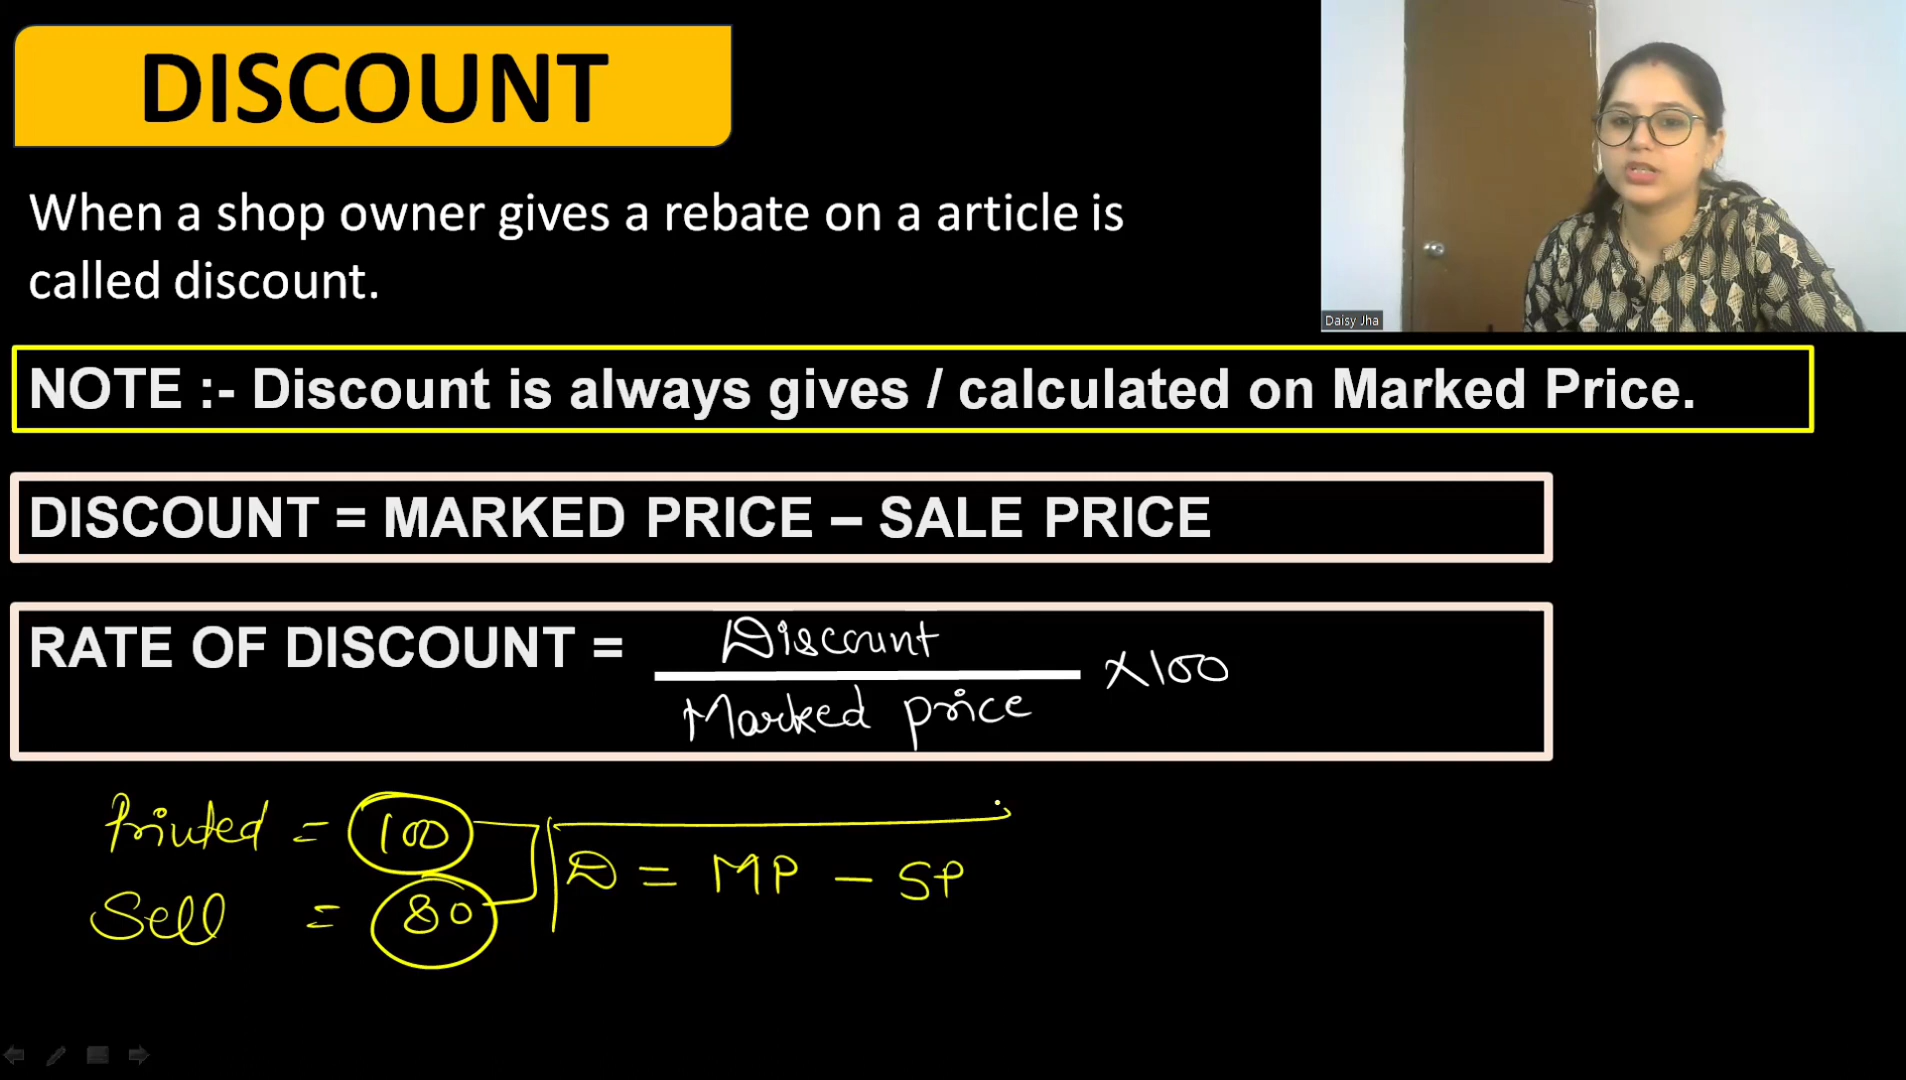 DISCOUNT
When a shop owner gives a rebate on a article is
called discount.
Daisy Jha
NOTE :- Discount is always gives / calculated on Marked Price.
DISCOUNT = MARKED PRICE – SALE PRICE
RATE OF DISCOUNT = Discount
Marked price
×100
Printed = 100
Sell = 80
D = MP – SP